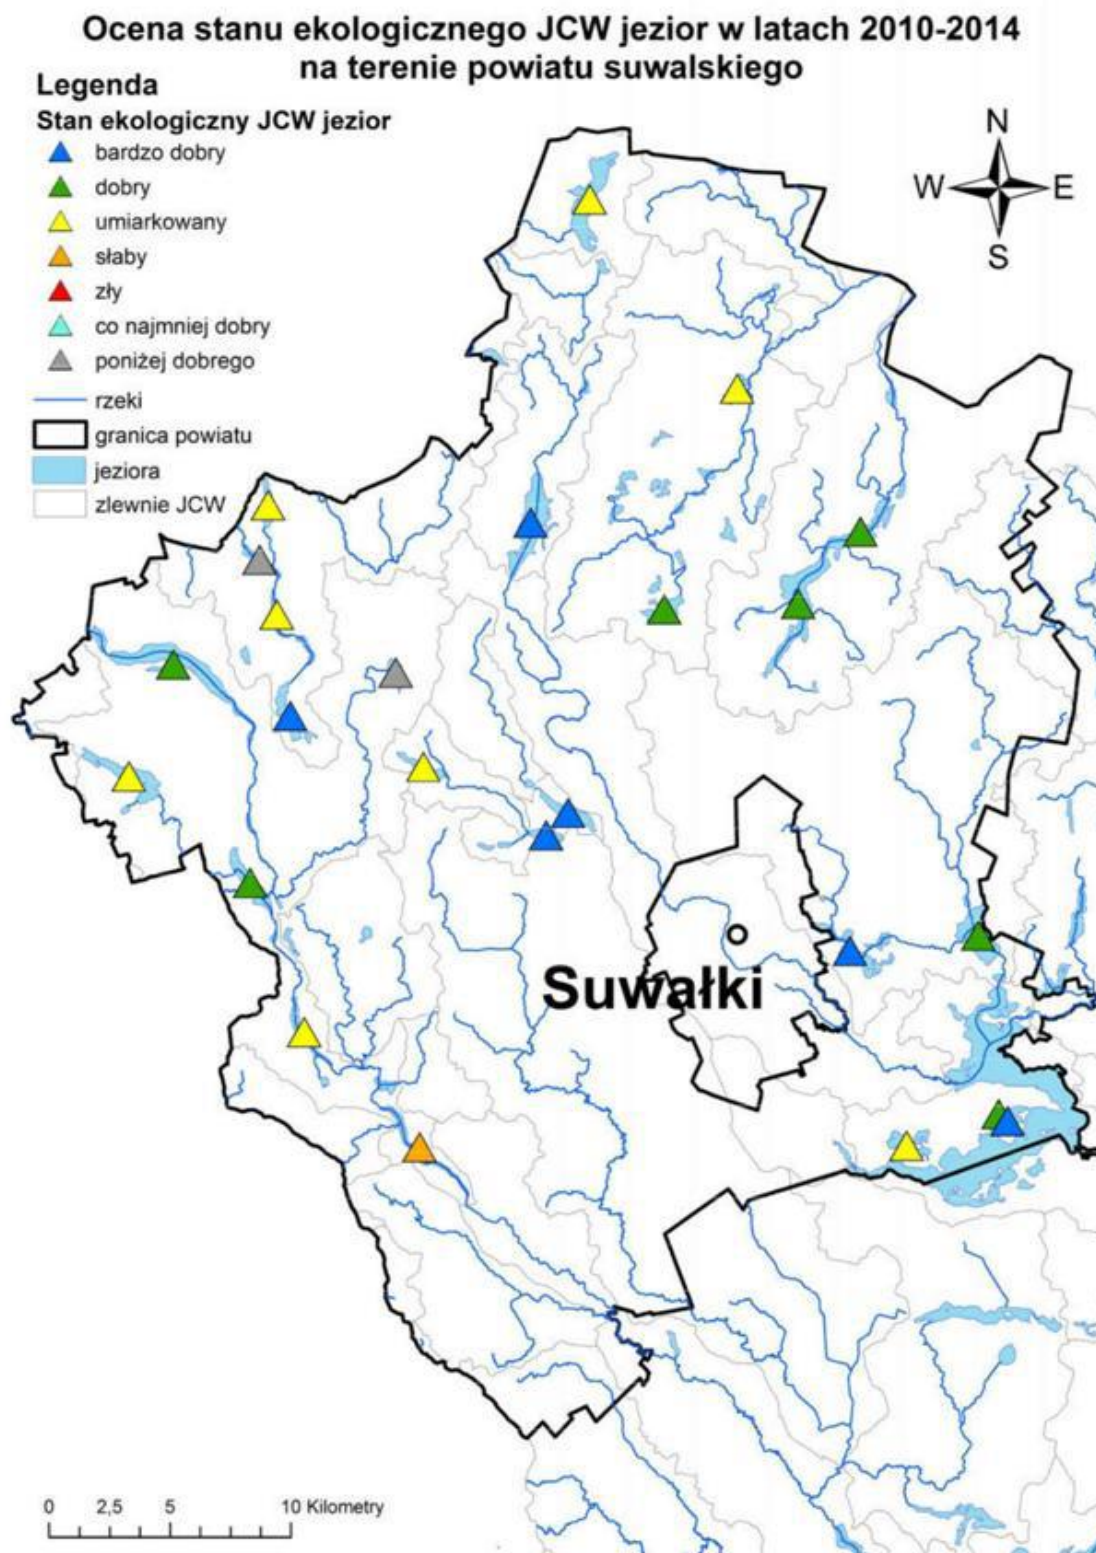 Ocena stanu ekologicznego JCW jezior w latach 2010-2014
na terenie powiatu suwalskiego
Legenda
Stan ekologiczny JCW jezior
bardzo dobry
dobry
umiarkowany
słaby
zły
co najmniej dobry
poniżej dobrego
rzeki
granica powiatu
jeziora
zlewnie JCW
N
W E
S
Suwałki
0 2,5 5 10 Kilometry